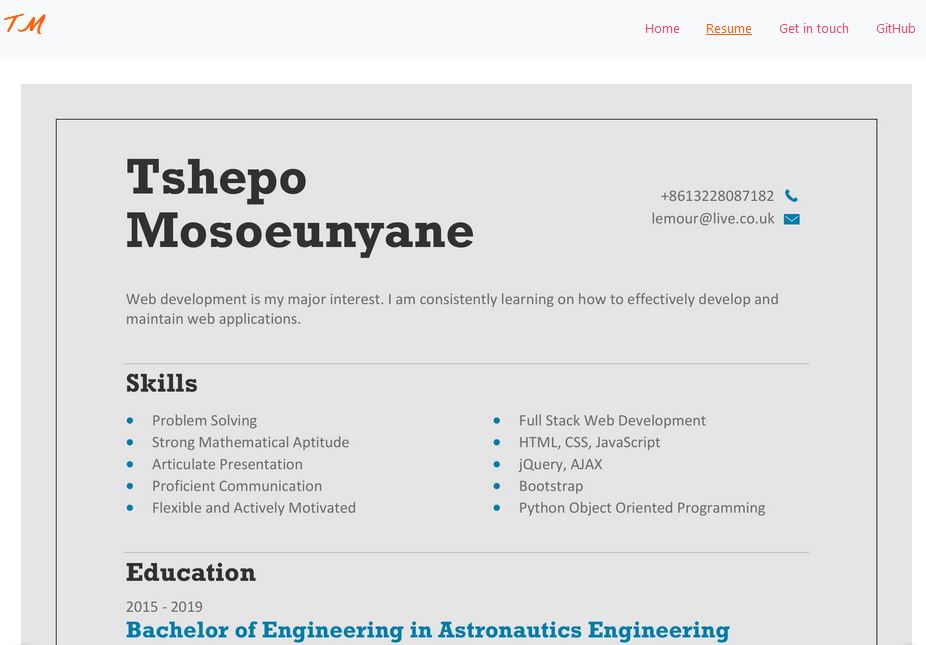 TM
Home Resume Get in touch GitHub
Tshepo
Mosoeunyane
+8613228087182
lemour@live.co.uk
Web development is my major interest. I am consistently learning on how to effectively develop and
maintain web applications.
Skills
Problem Solving
Strong Mathematical Aptitude
Articulate Presentation
Proficient Communication
Flexible and Actively Motivated
Full Stack Web Development
HTML, CSS, JavaScript
jQuery, AJAX
Bootstrap
Python Object Oriented Programming
Education
2015 - 2019
Bachelor of Engineering in Astronautics Engineering